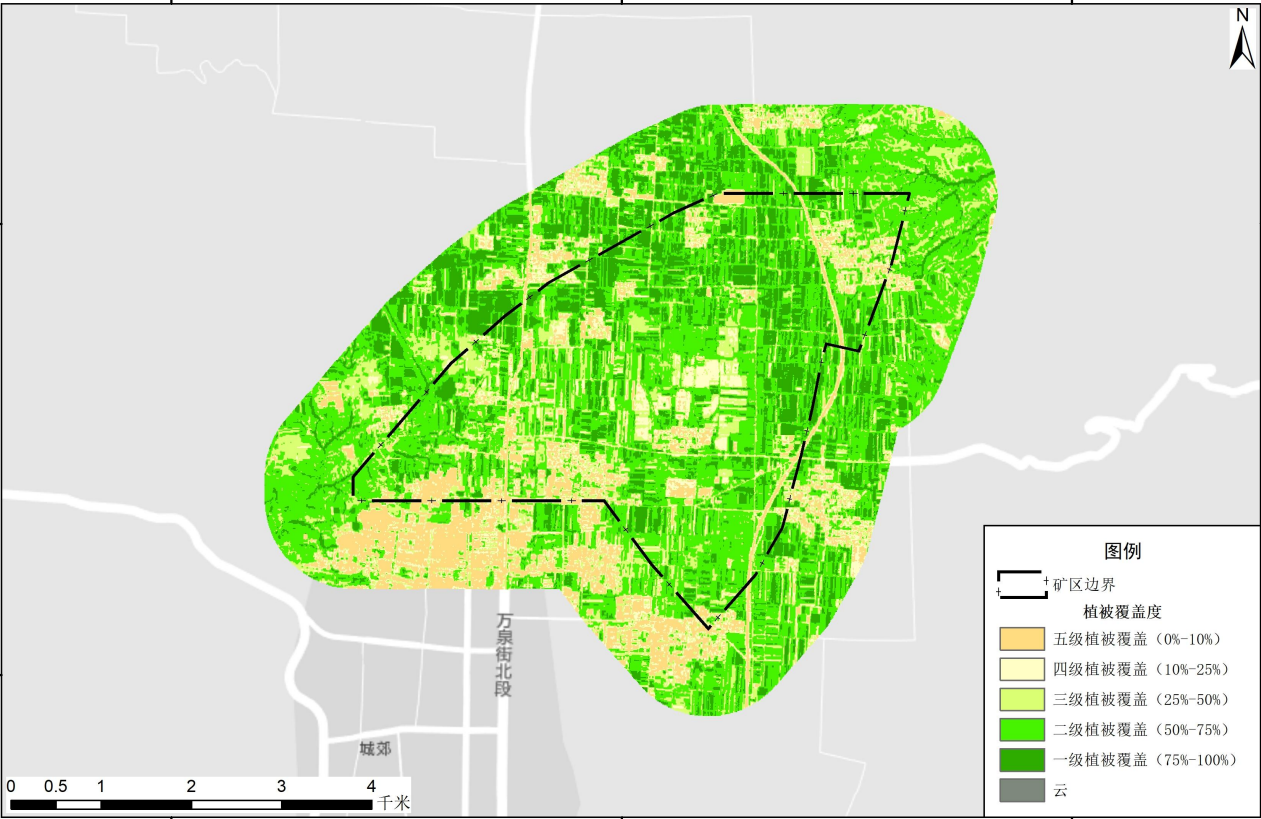 N
万泉街北段
城郊
0 0.5 1 2 3 4
千米
图例
矿区边界
植被覆盖度
五级植被覆盖（0%-10%）
四级植被覆盖（10%-25%）
三级植被覆盖（25%-50%）
二级植被覆盖（50%-75%）
一级植被覆盖（75%-100%）
云